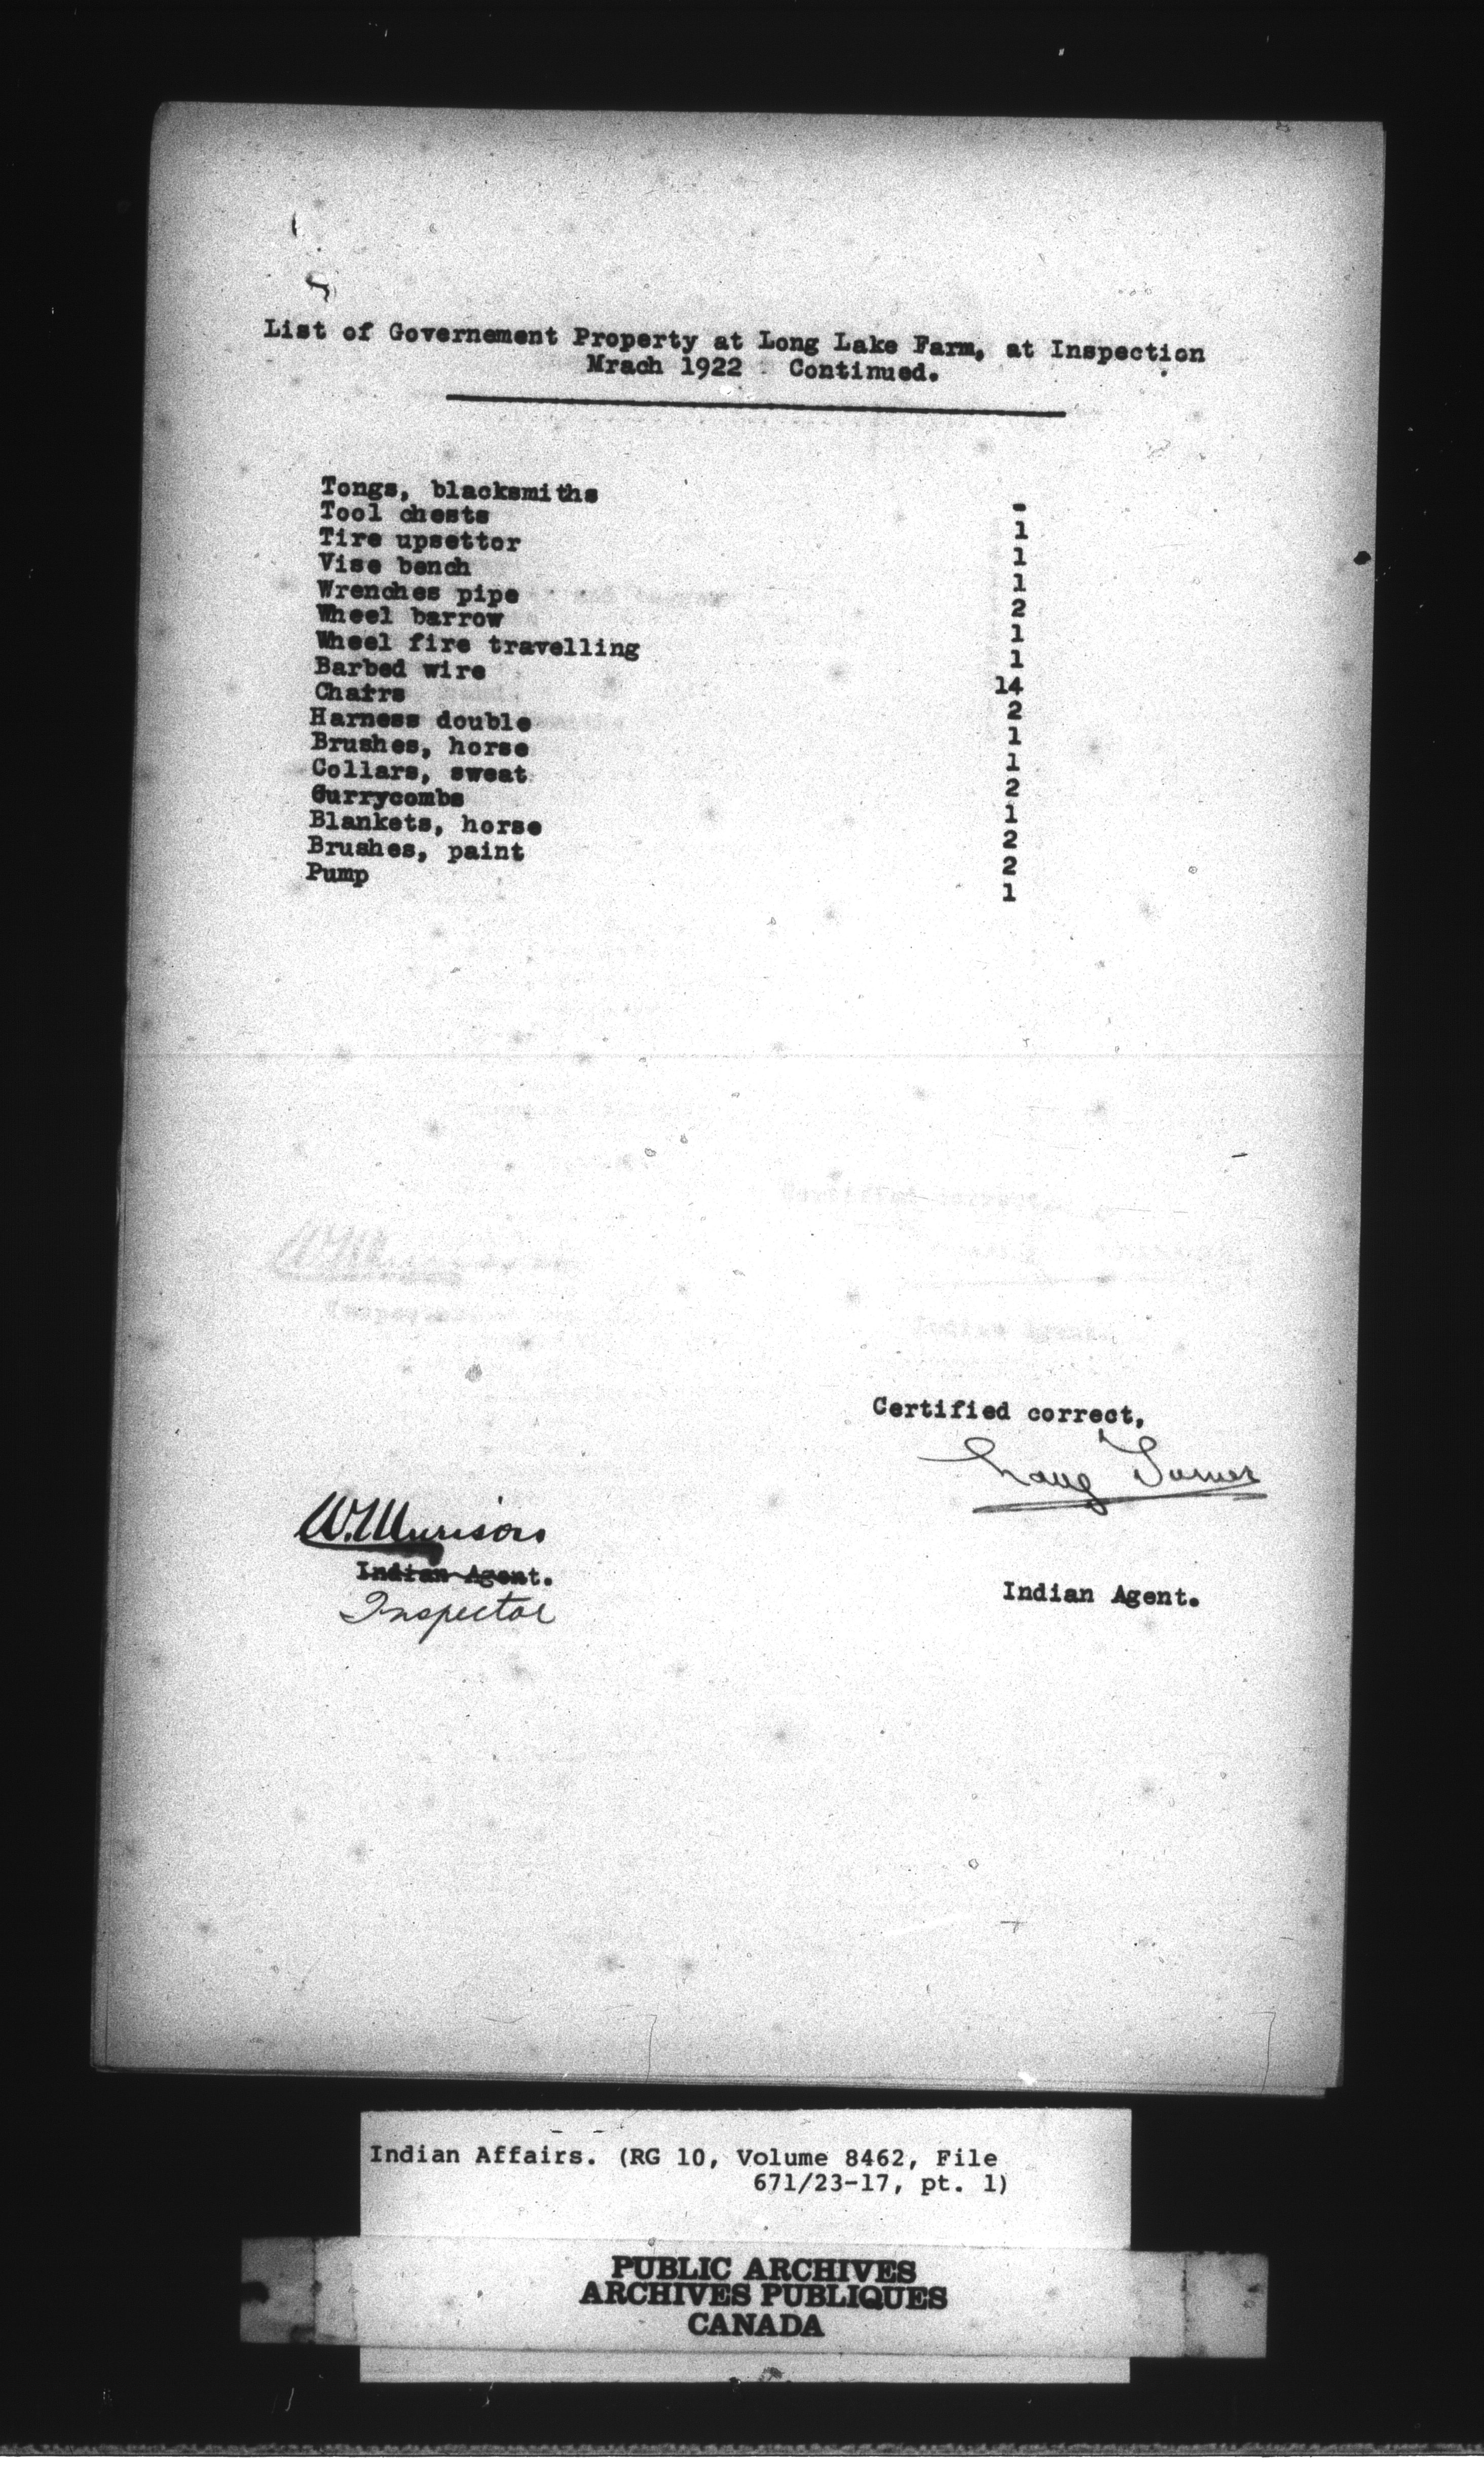 List of Governement Property at Long Lake Farm, at Inspection
Mrach 1922 Continued.
Tongs, blacksmiths -
Tool chests 1
Tire upsettor 1
Vise bench 1
Wrenches pipe 2
Wheel barrow 1
Wheel fire travelling 1
Barbed wire 14
Chairs 2
Harness double 1
Brushes, horse 1
Collars, sweat 2
Currycombs 1
Blankets, horse 2
Brushes, paint 2
Pump 1
Certified correct,
Turner
W. Murison
Indian Agent.
Inspector
Indian Agent.
Indian Affairs. (RG 10, Volume 8462, File
671/23-17, pt. 1)
PUBLIC ARCHIVES
ARCHIVES PUBLIQUES
CANADA